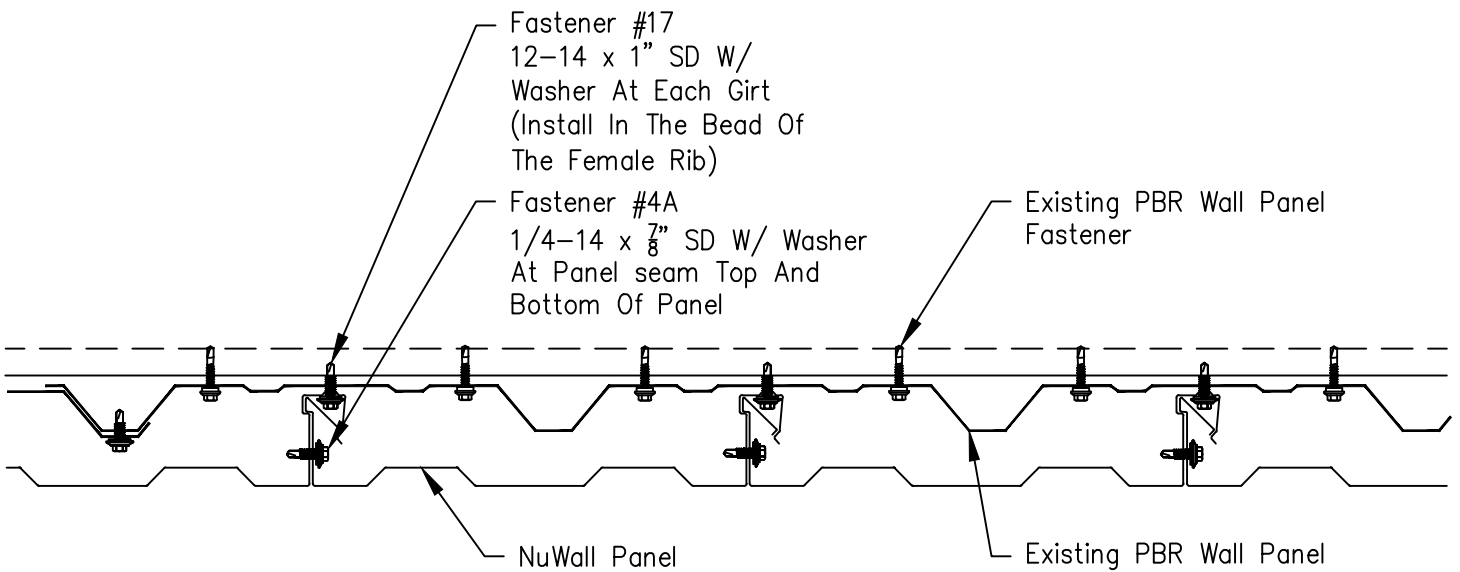 Fastener #17
12-14 x 1" SD W/
Washer At Each Girt
(Install In The Bead Of
The Female Rib)
Fastener #4A
1/4-14 x 7/8" SD W/ Washer
At Panel seam Top And
Bottom Of Panel
Existing PBR Wall Panel
Fastener
NuWall Panel
Existing PBR Wall Panel